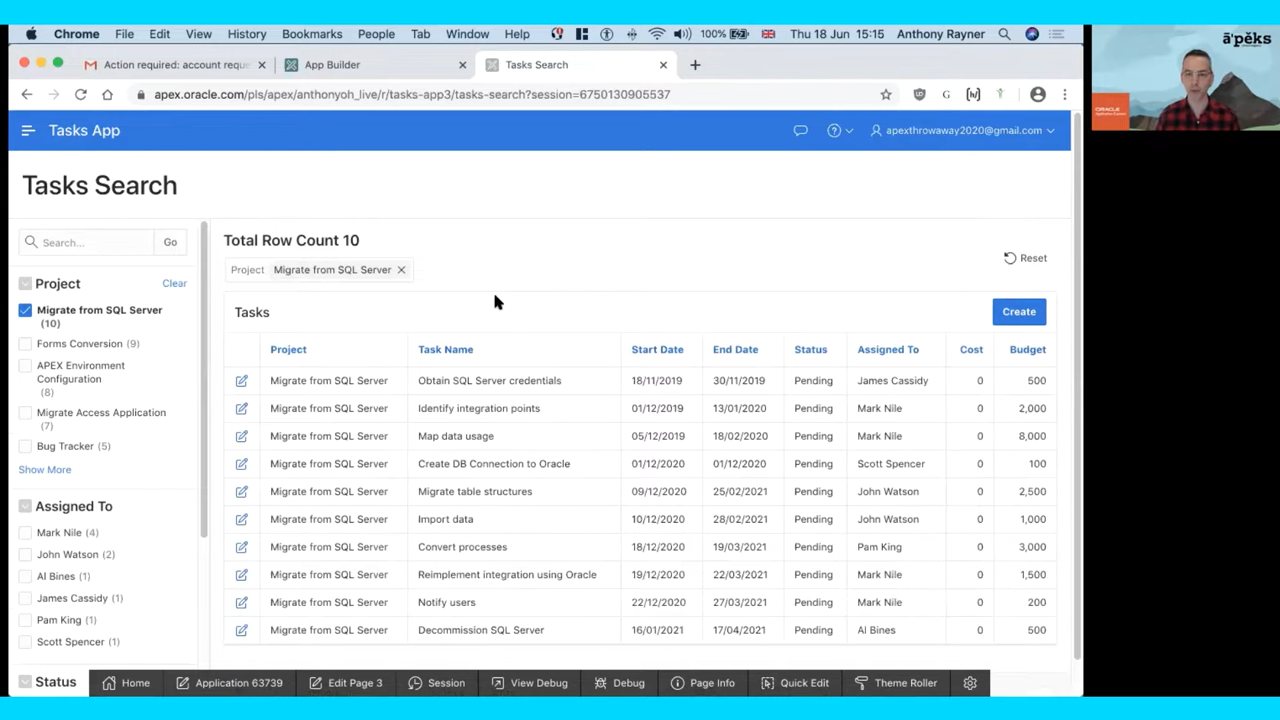 Chrome File Edit View History Bookmarks People Tab Window Help 100% Thu 18 Jun 15:15 Anthony Rayner
Action required: account reque App Builder Tasks Search
apex.oracle.com/pls/apex/anthonyoh_live/r/tasks-app3/tasks-search?session=6750130905537
Tasks App apexthrowaway2020@gmail.com
Tasks Search
Search... Go
Project Clear
Migrate from SQL Server
(10)
Forms Conversion (9)
APEX Environment
Configuration
(8)
Migrate Access Application
(7)
Bug Tracker (5)
Show More
Assigned To
Mark Nile (4)
John Watson (2)
Al Bines (1)
James Cassidy (1)
Pam King (1)
Scott Spencer (1)
Status
Total Row Count 10
Project Migrate from SQL Server
Reset
Tasks Create
Project Task Name Start Date End Date Status Assigned To Cost Budget
Migrate from SQL Server Obtain SQL Server credentials 18/11/2019 30/11/2019 Pending James Cassidy 0 500
Migrate from SQL Server Identify integration points 01/12/2019 13/01/2020 Pending Mark Nile 0 2,000
Migrate from SQL Server Map data usage 05/12/2019 18/02/2020 Pending Mark Nile 0 8,000
Migrate from SQL Server Create DB Connection to Oracle 01/12/2020 01/12/2020 Pending Scott Spencer 0 100
Migrate from SQL Server Migrate table structures 09/12/2020 25/02/2021 Pending John Watson 0 2,500
Migrate from SQL Server Import data 10/12/2020 28/02/2021 Pending John Watson 0 1,000
Migrate from SQL Server Convert processes 18/12/2020 19/03/2021 Pending Pam King 0 3,000
Migrate from SQL Server Reimplement integration using Oracle 19/12/2020 22/03/2021 Pending Mark Nile 0 1,500
Migrate from SQL Server Notify users 22/12/2020 27/03/2021 Pending Mark Nile 0 200
Migrate from SQL Server Decommission SQL Server 16/01/2021 17/04/2021 Pending Al Bines 0 500
Home Application 63739 Edit Page 3 Session View Debug Debug Page Info Quick Edit Theme Roller
ā'pĕks
ORACLE